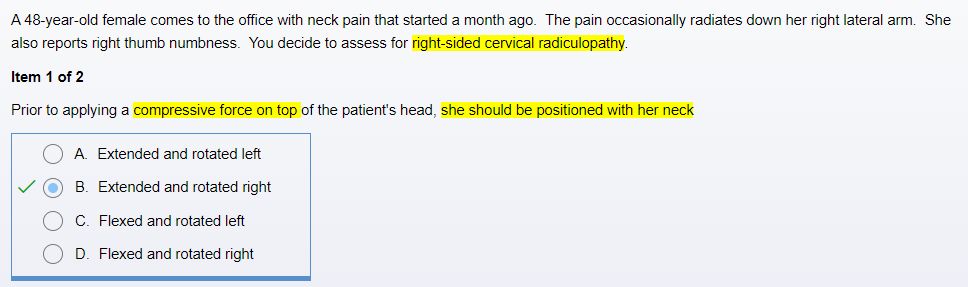 A 48-year-old female comes to the office with neck pain that started a month ago.  The pain occasionally radiates down her right lateral arm.  She
also reports right thumb numbness.  You decide to assess for right-sided cervical radiculopathy.
Item 1 of 2
Prior to applying a compressive force on top of the patient's head, she should be positioned with her neck
A.  Extended and rotated left
B.  Extended and rotated right
C.  Flexed and rotated left
D.  Flexed and rotated right